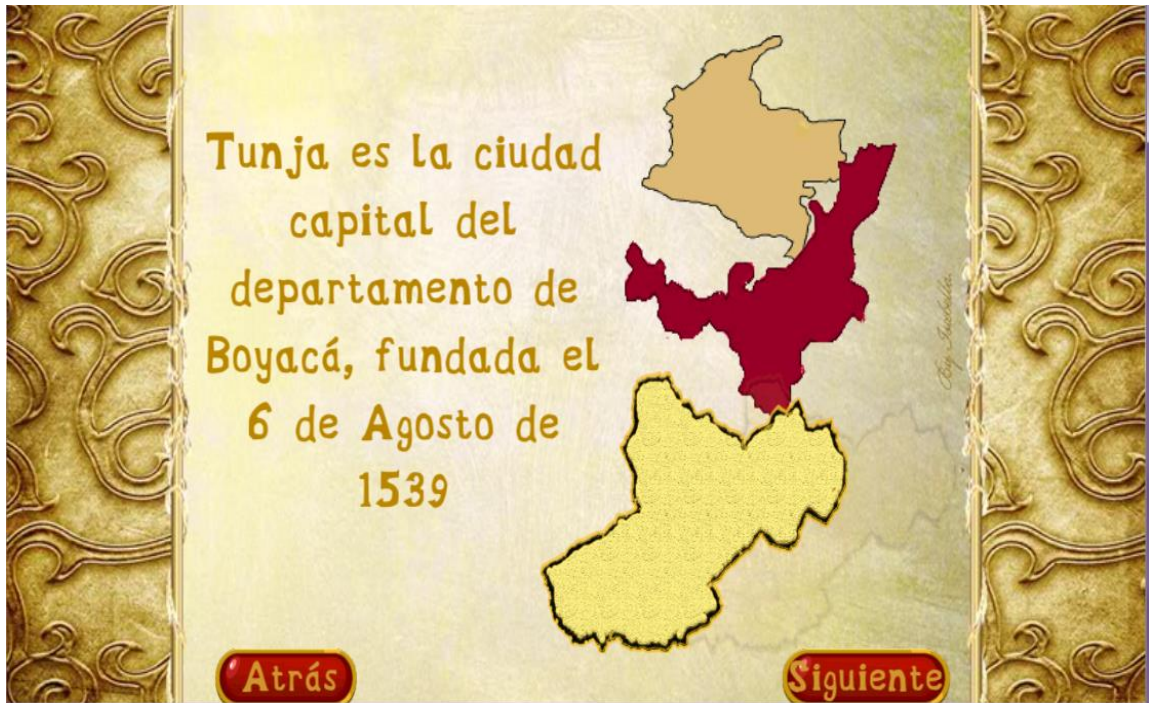 Tunja es la ciudad
capital del
departamento de
Boyacá, fundada el
6 de Agosto de
1539
Atrás
Siguiente